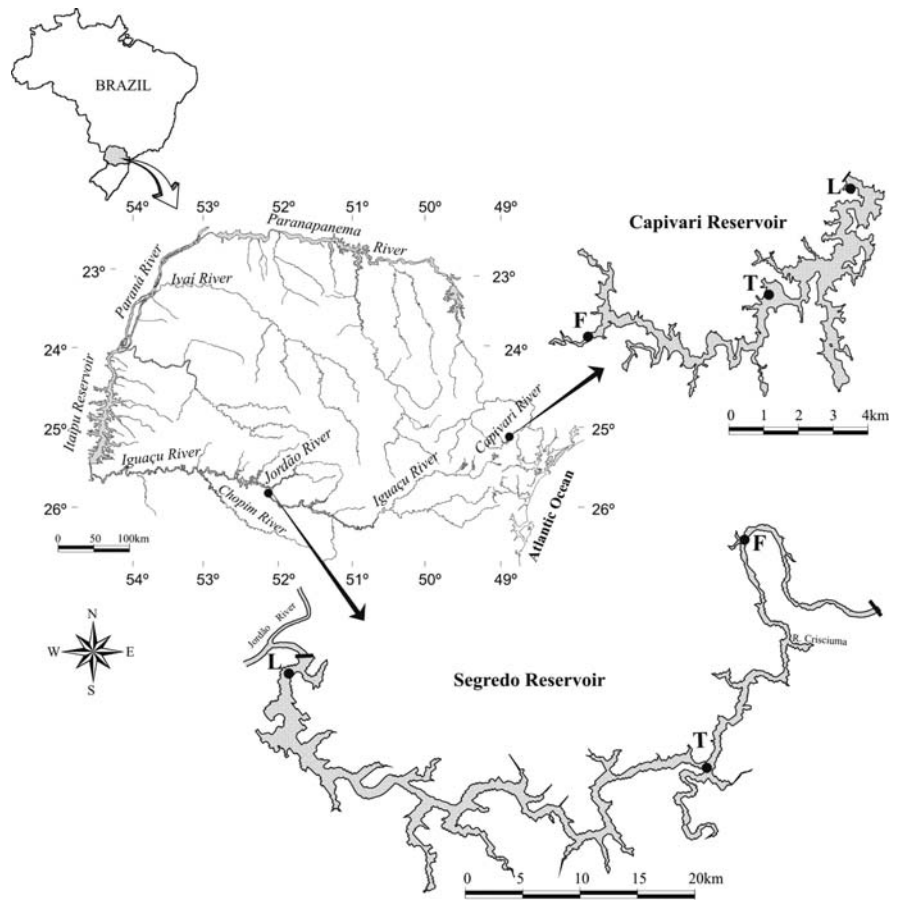 BRAZIL
54° 53° 52° 51° 50° 49°
Paranapanema
River
23°
23°
Paraná River
Ivaí River
24°
24°
Itaipu Reservoir
Capivari River
25°
25°
Iguaçu River
Jordão River
Iguaçu River
Chopim River
26°
26°
Atlantic Ocean
0 50 100km
54° 53° 52° 51° 50° 49°
Capivari Reservoir
L
T
F
0 1 2 3 4km
N
W E
S
Jordão River
L
Segredo Reservoir
F
R. Crisciuma
T
0 5 10 15 20km